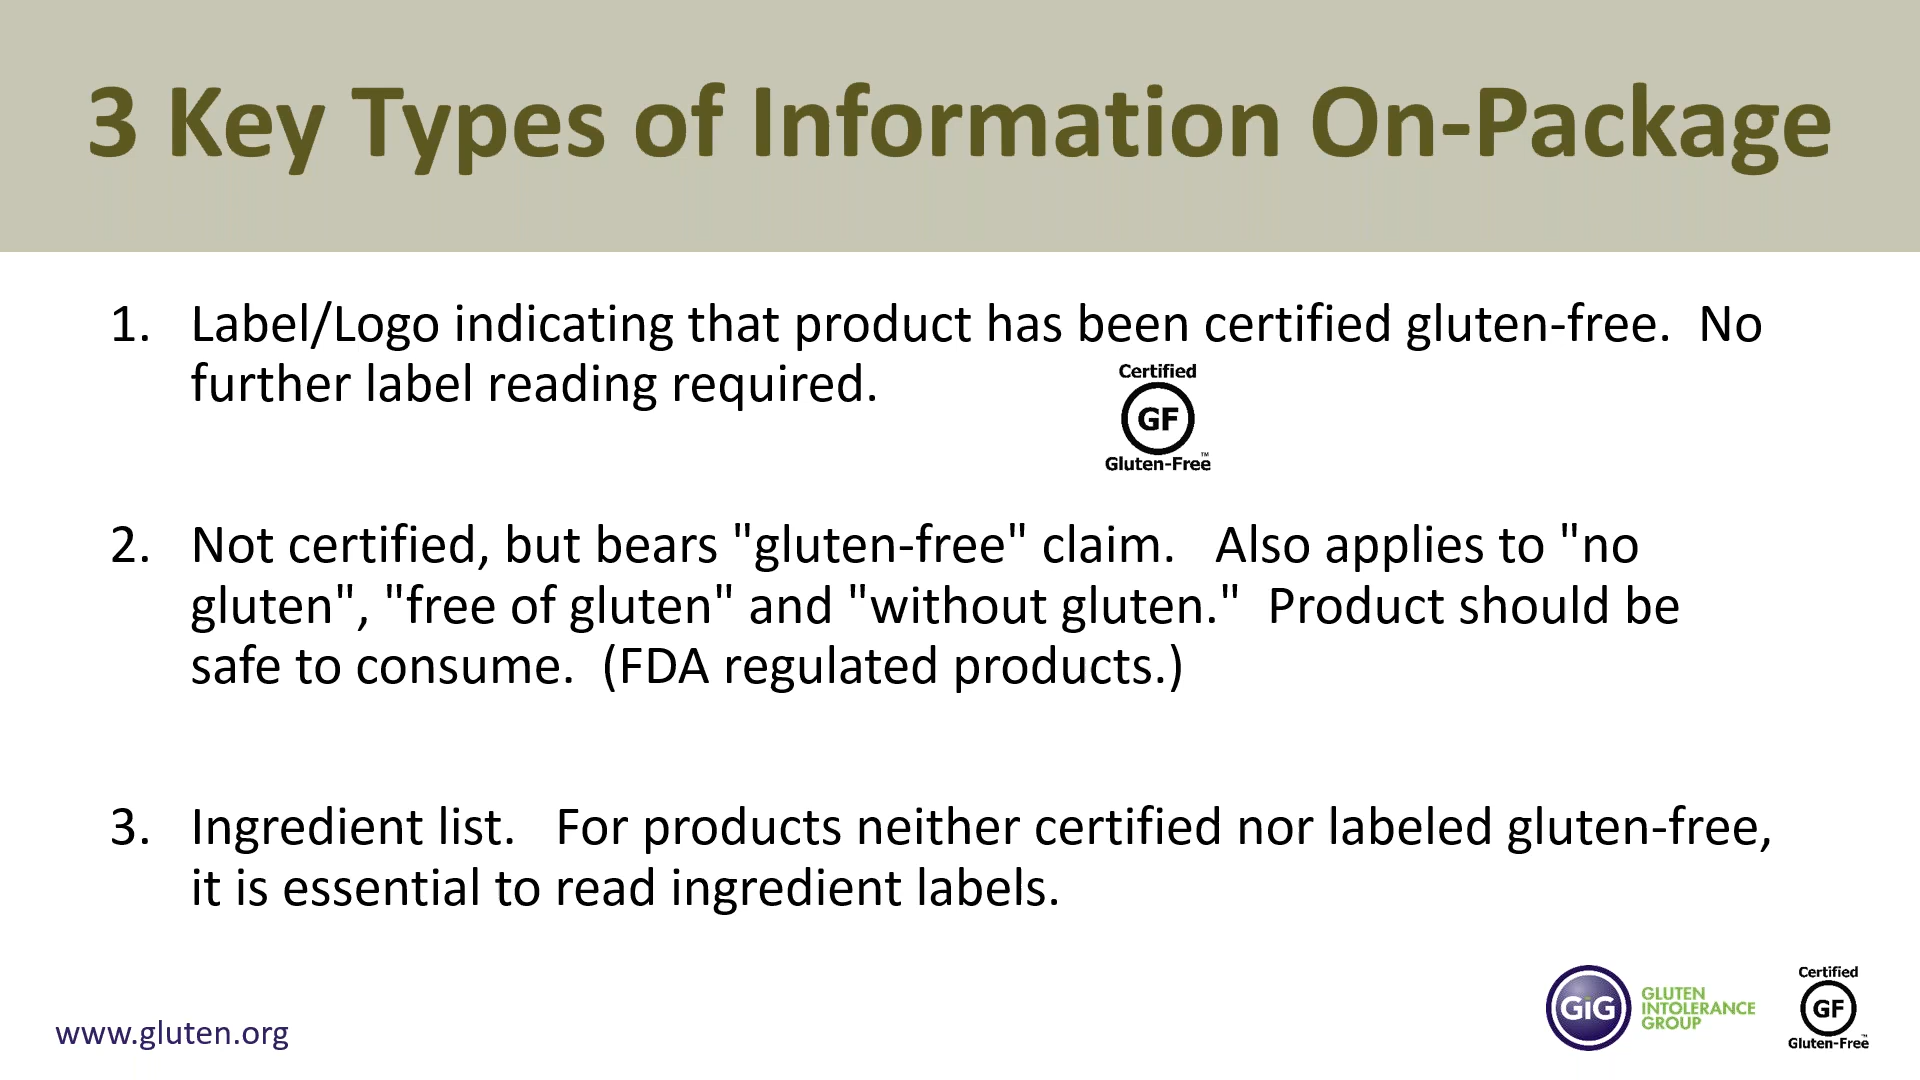 3 Key Types of Information On-Package
1. Label/Logo indicating that product has been certified gluten-free. No
further label reading required.
Certified
GF
Gluten-Free™
2. Not certified, but bears "gluten-free" claim. Also applies to "no
gluten", "free of gluten" and "without gluten." Product should be
safe to consume. (FDA regulated products.)
3. Ingredient list. For products neither certified nor labeled gluten-free,
it is essential to read ingredient labels.
www.gluten.org
GiG
GLUTEN
INTOLERANCE
GROUP
Certified
GF
Gluten-Free™